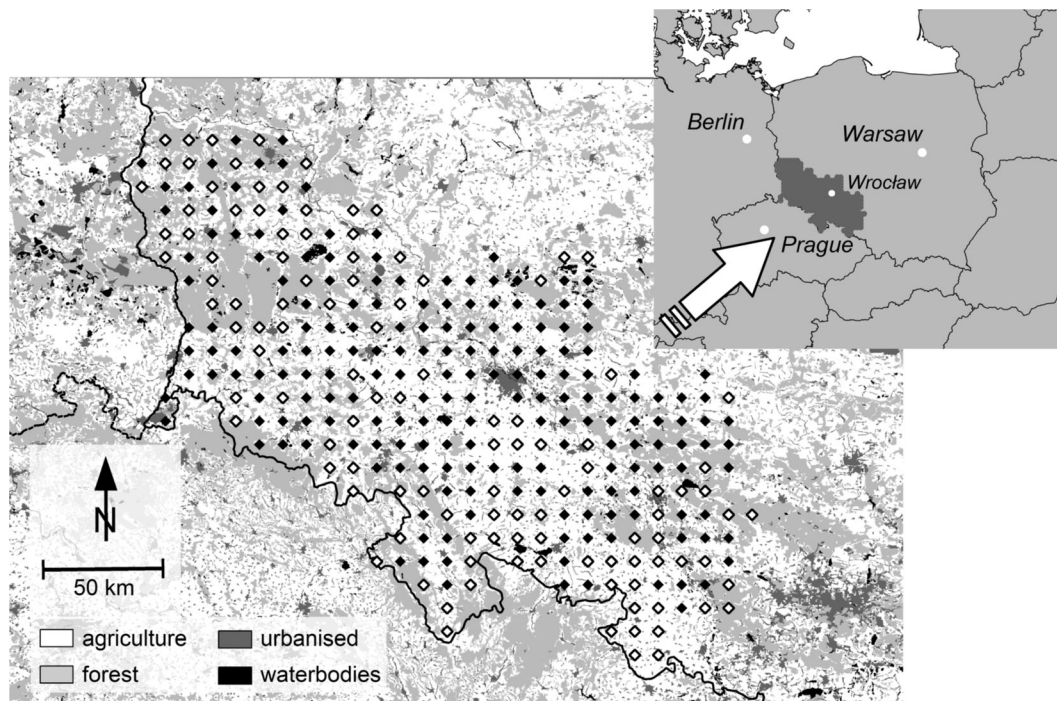 Berlin
Warsaw
Wrocław
Prague
N
50 km
agriculture
urbanised
forest
waterbodies